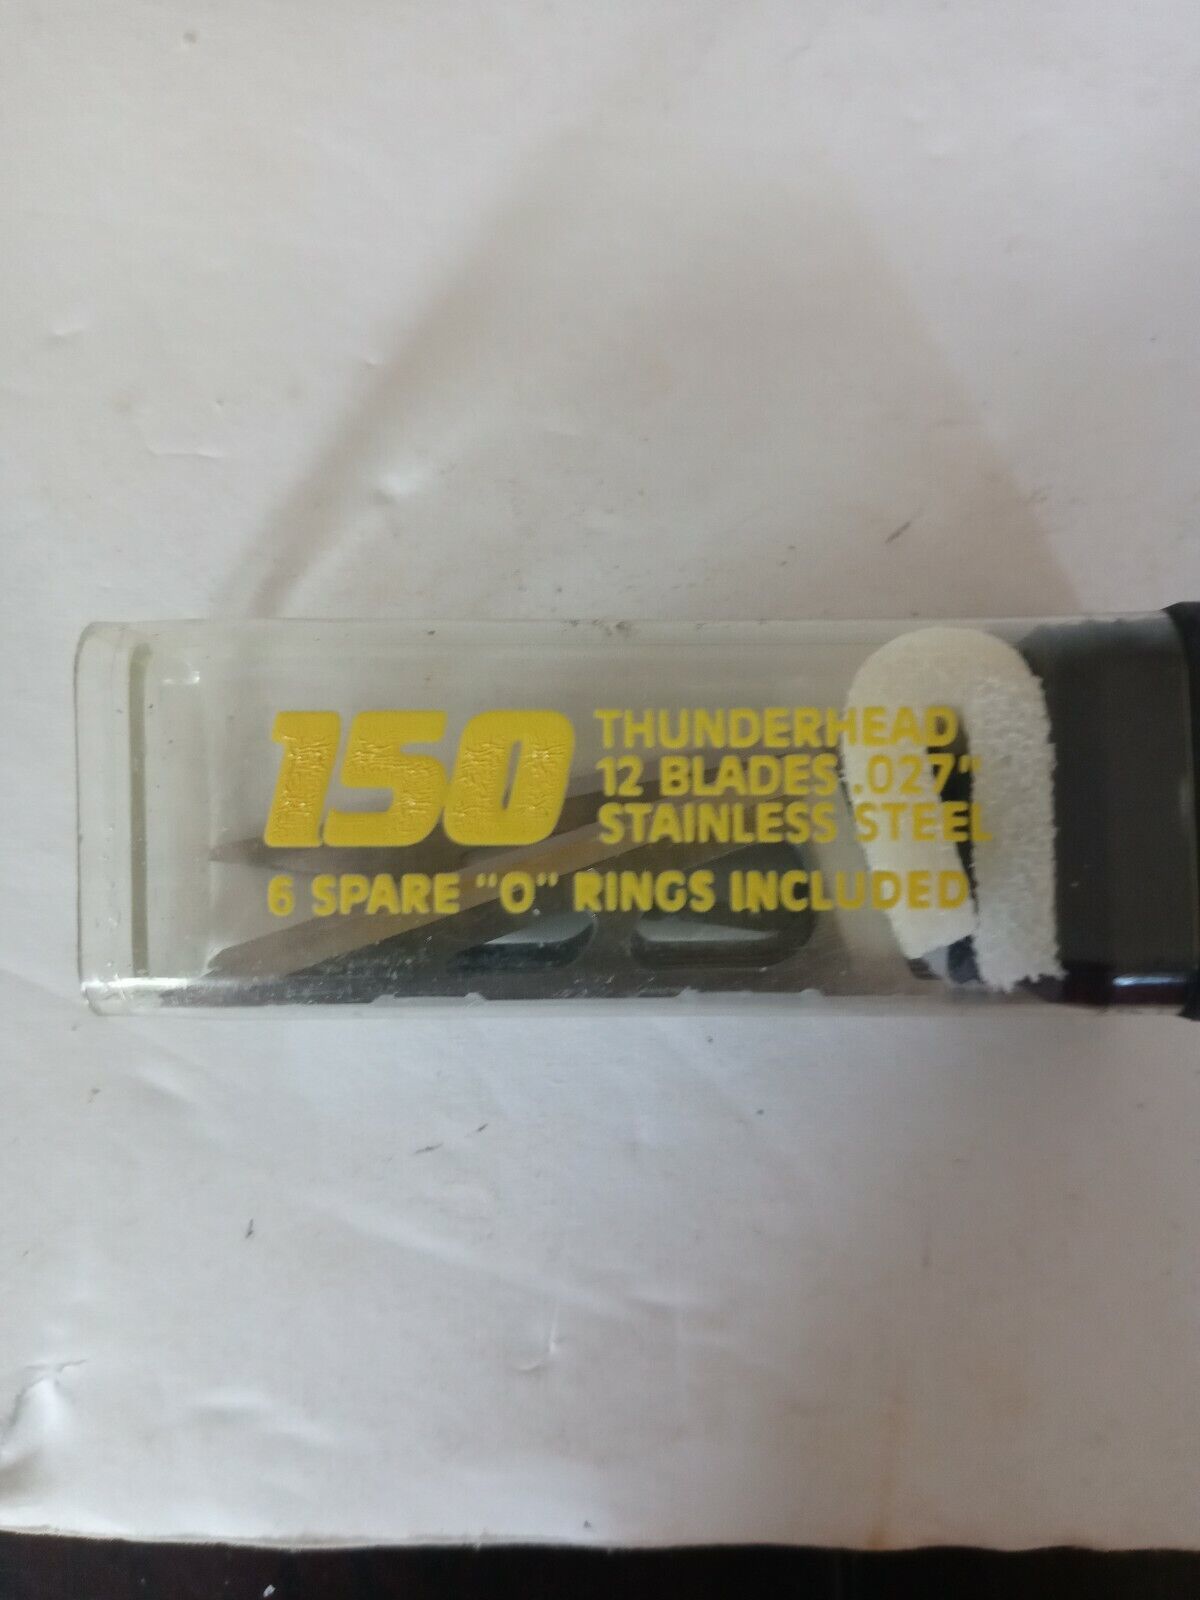 150
THUNDERHEAD
12 BLADES .027"
STAINLESS STEEL
6 SPARE "O" RINGS INCLUDED